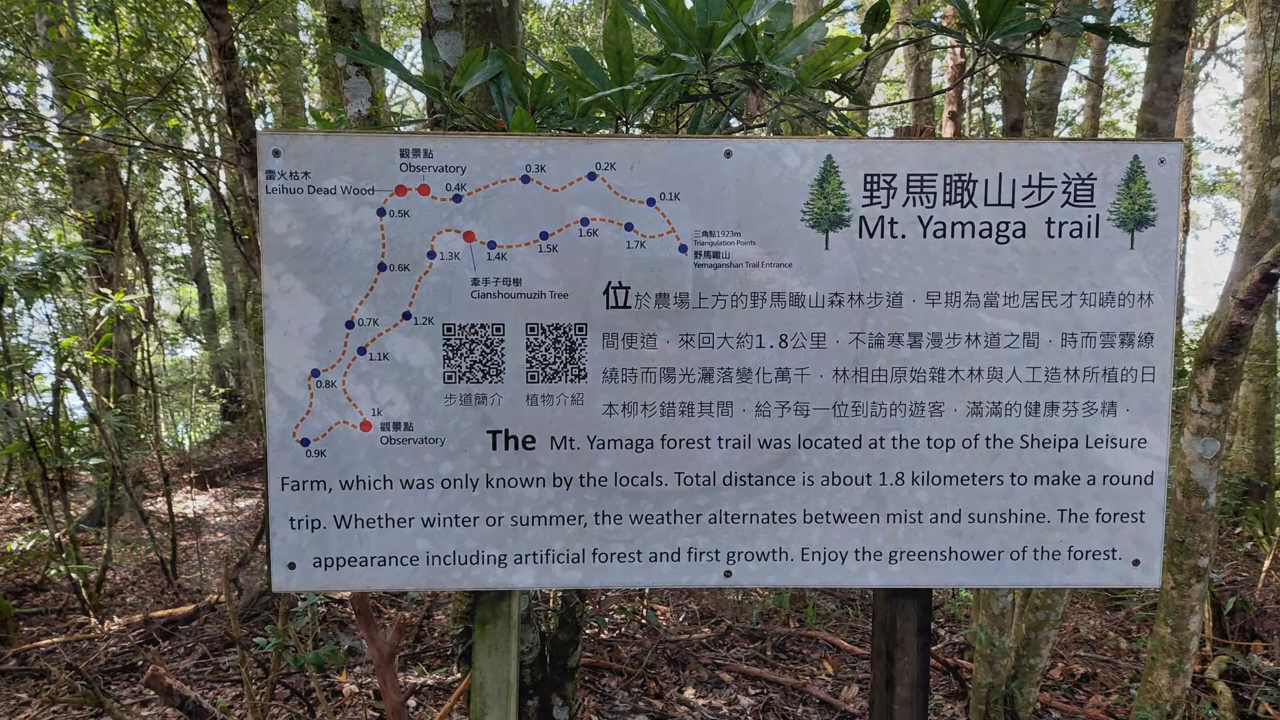 觀景點
Observatory
雷火枯木
Leihuo Dead Wood
0.4K
0.3K
0.2K
0.1K
0.5K
0.6K
0.7K
0.8K
0.9K
1k
觀景點
Observatory
1.1K
1.2K
1.3K
1.4K
1.5K
1.6K
1.7K
牽手子母樹
Cianshoumuzih Tree
三角點1923m
Triangulation Points
野馬瞰山
Yemaganshan Trail Entrance
步道簡介
植物介紹
野馬瞰山步道
Mt. Yamaga trail
位於農場上方的野馬瞰山森林步道，早期為當地居民才知曉的林
間便道，來回大約1.8公里，不論寒暑漫步林道之間，時而雲霧繚
繞時而陽光灑落變化萬千，林相由原始雜木林與人工造林所植的日
本柳杉錯雜其間，給予每一位到訪的遊客，滿滿的健康芬多精．
The Mt. Yamaga forest trail was located at the top of the Sheipa Leisure
Farm, which was only known by the locals. Total distance is about 1.8 kilometers to make a round
trip. Whether winter or summer, the weather alternates between mist and sunshine. The forest
appearance including artificial forest and first growth. Enjoy the greenshower of the forest.